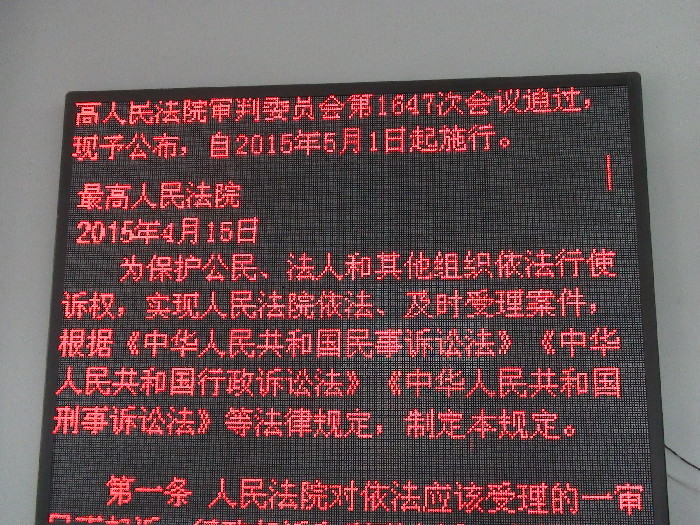 高人民法院审判委员会第1647次会议通过，
现予公布，自2015年5月1日起施行。
最高人民法院
2015年4月15日
为保护公民、法人和其他组织依法行使
诉权，实现人民法院依法、及时受理案件，
根据《中华人民共和国民事诉讼法》《中华
人民共和国行政诉讼法》《中华人民共和国
刑事诉讼法》等法律规定，制定本规定。
第一条 人民法院对依法应该受理的一审